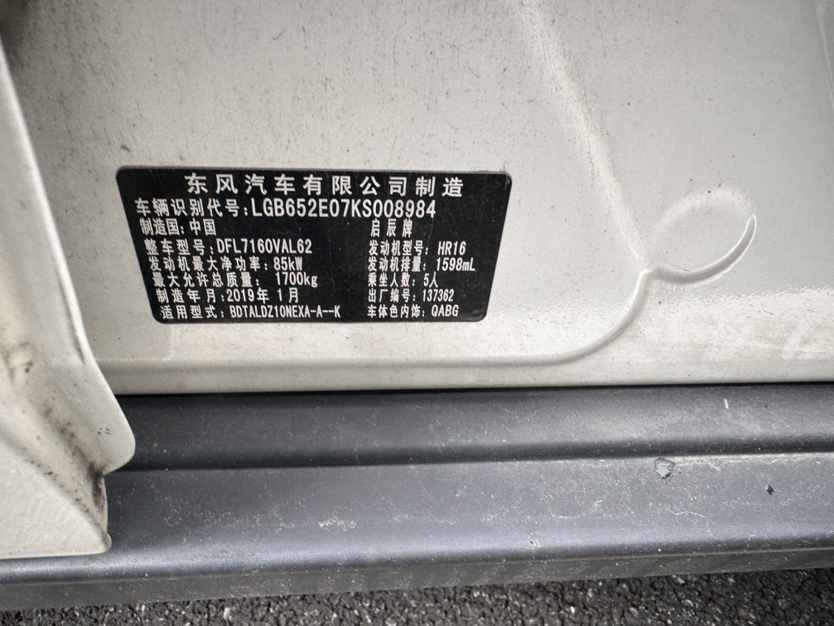 东风汽车有限公司制造
车辆识别代号:LGB652E07KS008984
制造国:中国 启辰牌
整车型号:DFL7160VAL62 发动机型号:HR16
发动机最大净功率:85kW 发动机排量:1598mL
最大允许总质量:1700kg 乘坐人数:5人
制造年月:2019年1月 出厂编号:137362
适用型式:BDTALDZ10NEXA-A--K 车体色内饰:QABG